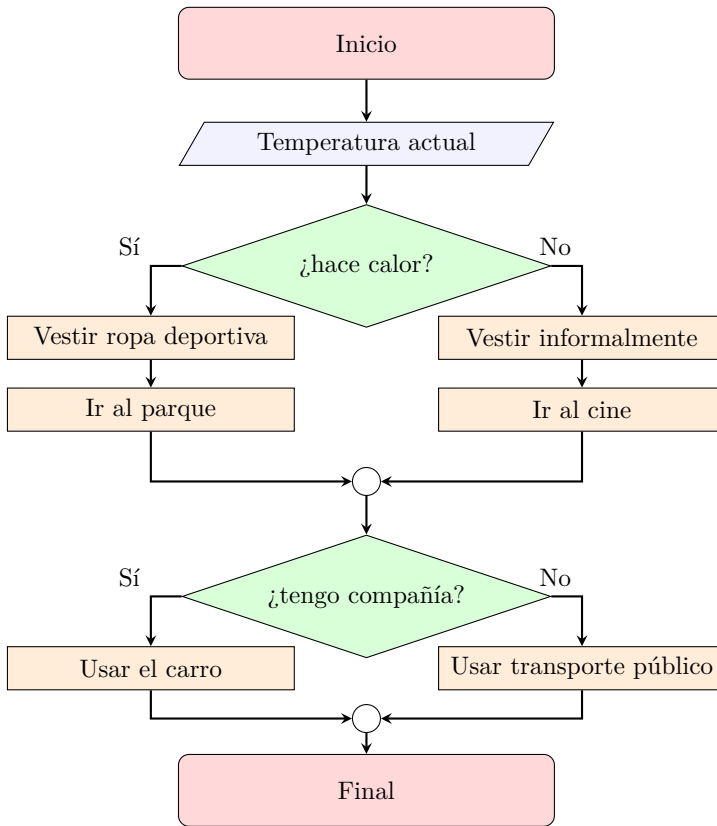 Inicio
Temperatura actual
¿hace calor?
Sí
No
Vestir ropa deportiva
Vestir informalmente
Ir al parque
Ir al cine
¿tengo compañía?
Sí
No
Usar el carro
Usar transporte público
Final